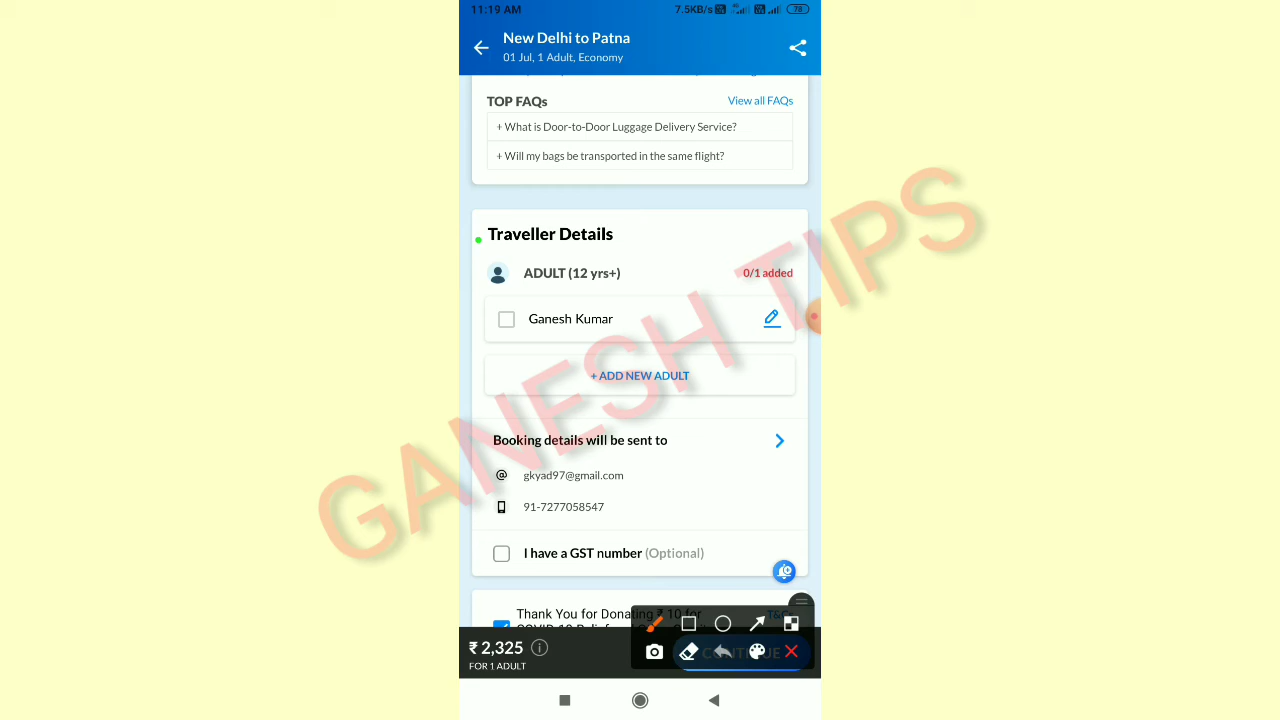 11:19 AM
7.5KB/s
78
New Delhi to Patna
01 Jul, 1 Adult, Economy
TOP FAQs
View all FAQs
+ What is Door-to-Door Luggage Delivery Service?
+ Will my bags be transported in the same flight?
Traveller Details
ADULT (12 yrs+)
0/1 added
Ganesh Kumar
+ ADD NEW ADULT
Booking details will be sent to
@ gkyad97@gmail.com
91-7277058547
I have a GST number (Optional)
Thank You for Donating ₹ 10 for
T&Cs
₹ 2,325
FOR 1 ADULT
CONTINUE
GANESH TIPS